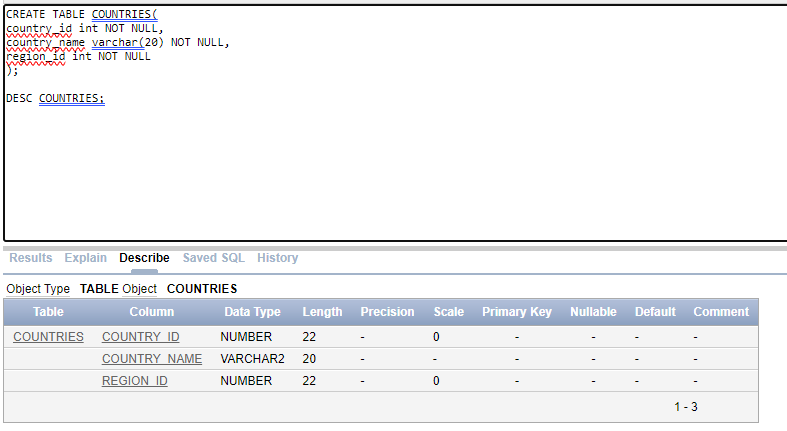 CREATE TABLE COUNTRIES(
country_id int NOT NULL,
country_name varchar(20) NOT NULL,
region_id int NOT NULL
);
DESC COUNTRIES;
Results Explain Describe Saved SQL History
Object Type TABLE Object COUNTRIES
Table Column Data Type Length Precision Scale Primary Key Nullable Default Comment
COUNTRIES COUNTRY_ID NUMBER 22 - 0 - - - -
COUNTRY_NAME VARCHAR2 20 - - - - - -
REGION_ID NUMBER 22 - 0 - - - -
1 - 3